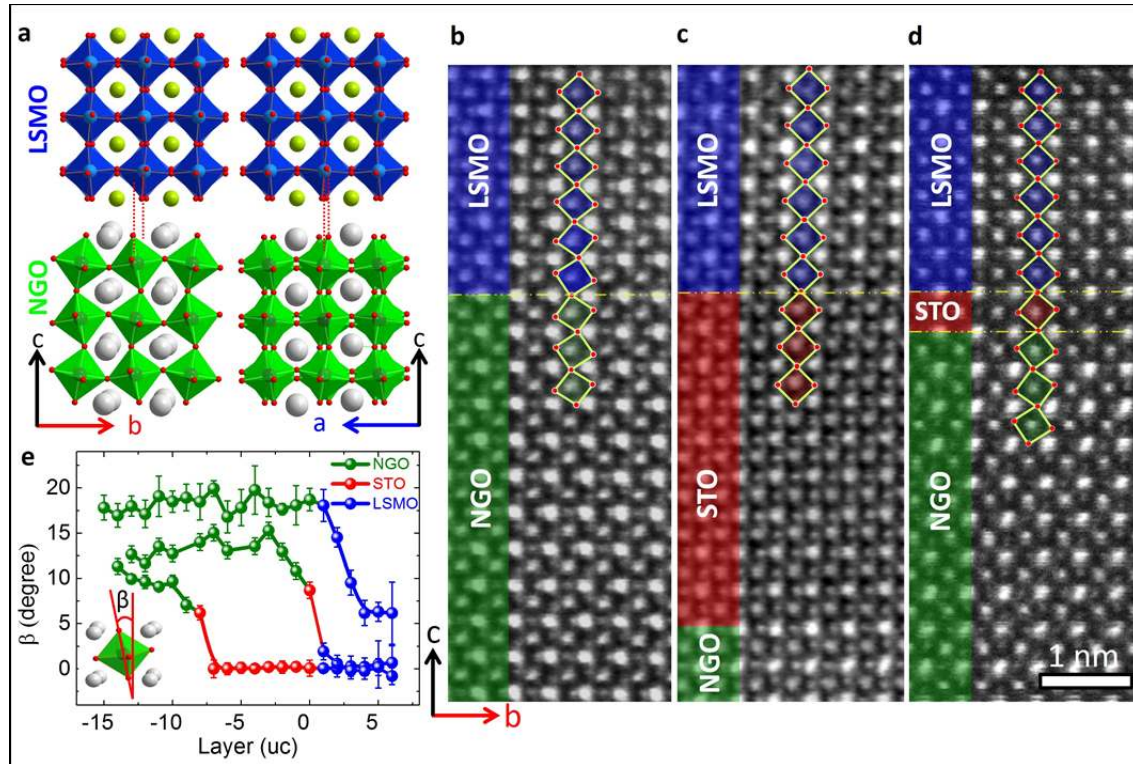 a
LSMO
NGO
c
b
c
a
b
LSMO
NGO
c
LSMO
STO
NGO
d
LSMO
STO
NGO
1 nm
c
b
e
NGO
STO
LSMO
β
β (degree)
20
15
10
5
0
-15 -10 -5 0 5
Layer (uc)